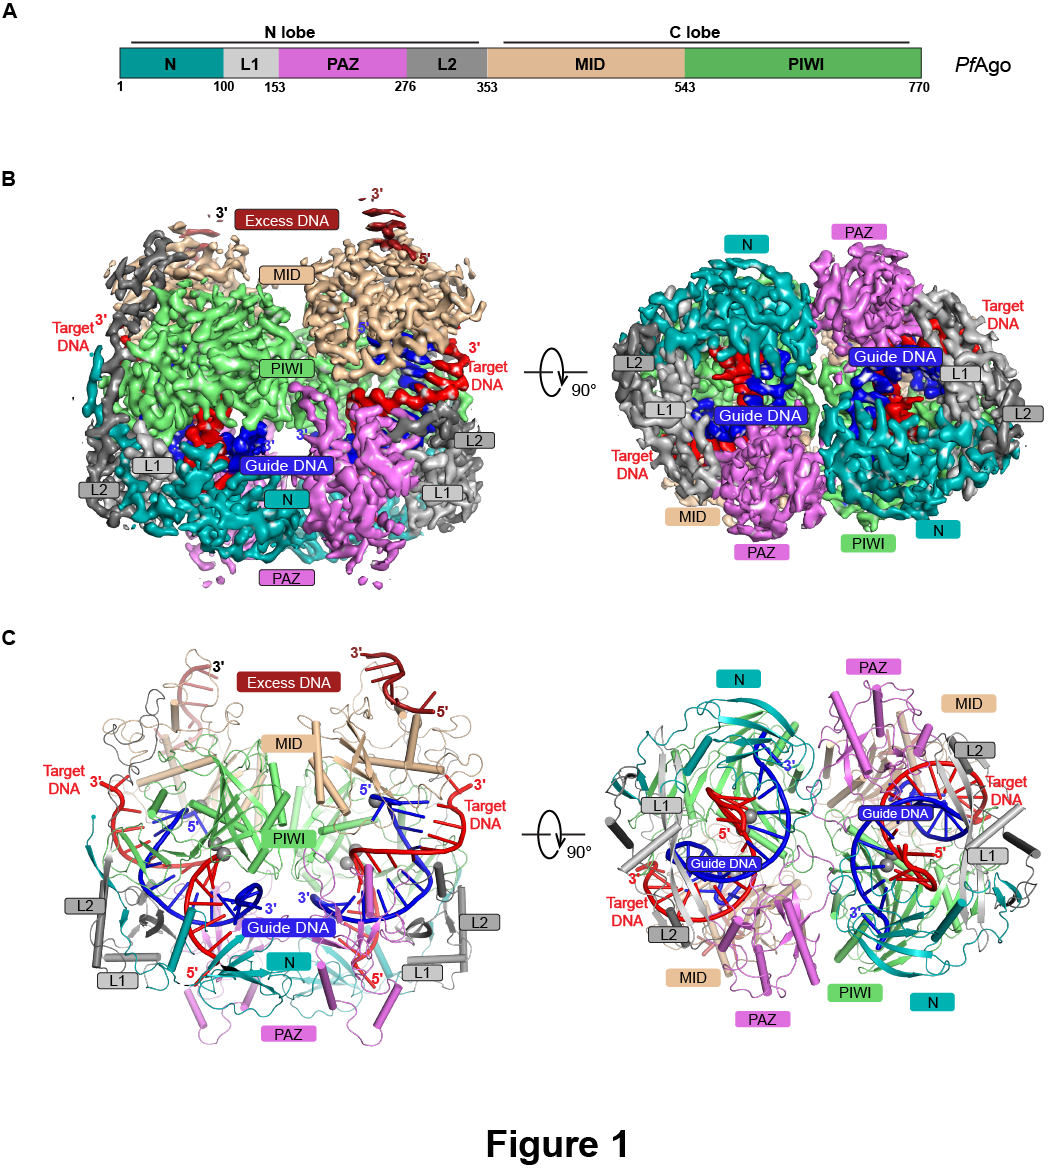 A
N lobe
C lobe
N
L1
PAZ
L2
MID
PIWI
PfAgo
1
100
153
276
353
543
770
B
3'
3'
Excess DNA
5'
MID
Target
DNA
3'
5'
3'
PIWI
Target
DNA
3'
3'
L1
Guide DNA
L2
L2
N
L1
PAZ
90°
PAZ
N
Target
DNA
L2
Guide DNA
L1
L1
Guide DNA
L2
Target
DNA
MID
PAZ
PIWI
N
C
3'
3'
Excess DNA
5'
MID
Target
DNA
3'
5'
3'
Target
DNA
5'
PIWI
3'
3'
L2
Guide DNA
L2
N
5'
5'
L1
L1
PAZ
90°
PAZ
N
MID
L2
3'
Target
DNA
L1
Guide DNA
5'
5'
L1
Guide DNA
3'
Target
DNA
3'
L2
MID
PIWI
N
PAZ
Figure 1